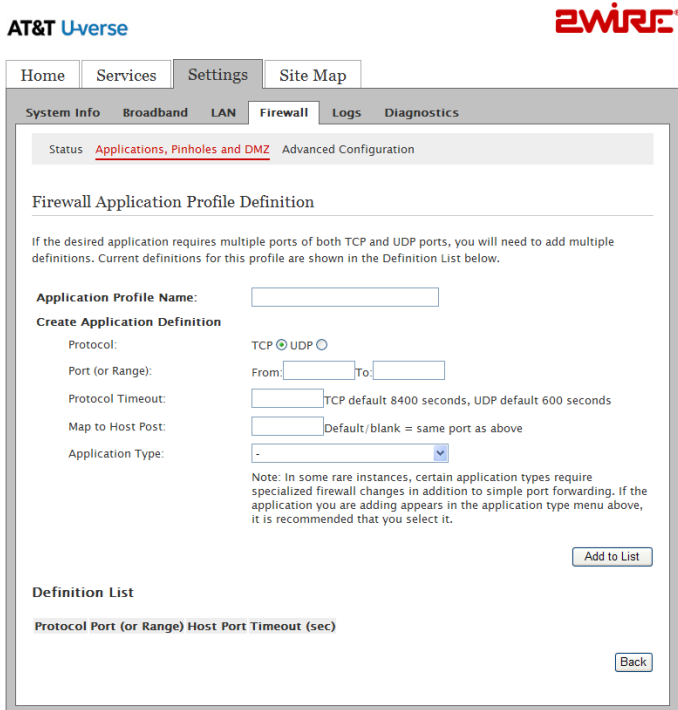 AT&T U-verse
2WIRE®
Home Services Settings Site Map
System Info Broadband LAN Firewall Logs Diagnostics
Status Applications, Pinholes and DMZ Advanced Configuration
Firewall Application Profile Definition
If the desired application requires multiple ports of both TCP and UDP ports, you will need to add multiple
definitions. Current definitions for this profile are shown in the Definition List below.
Application Profile Name:
Create Application Definition
Protocol: TCP UDP
Port (or Range): From: To:
Protocol Timeout: TCP default 8400 seconds, UDP default 600 seconds
Map to Host Post: Default/blank = same port as above
Application Type: -
Note: In some rare instances, certain application types require
specialized firewall changes in addition to simple port forwarding. If the
application you are adding appears in the application type menu above,
it is recommended that you select it.
Add to List
Definition List
Protocol Port (or Range) Host Port Timeout (sec)
Back